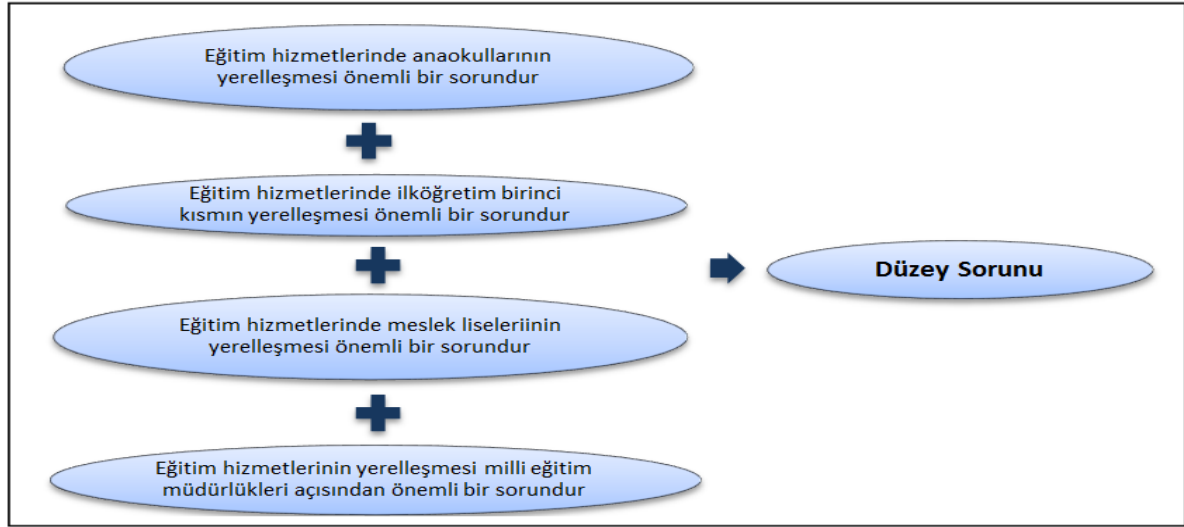 Eğitim hizmetlerinde anaokullarının
yerelleşmesi önemli bir sorundur
Eğitim hizmetlerinde ilköğretim birinci
kısmın yerelleşmesi önemli bir sorundur
Eğitim hizmetlerinde meslek liseleriinin
yerelleşmesi önemli bir sorundur
Eğitim hizmetlerinin yerelleşmesi milli eğitim
müdürlükleri açısından önemli bir sorundur
Düzey Sorunu